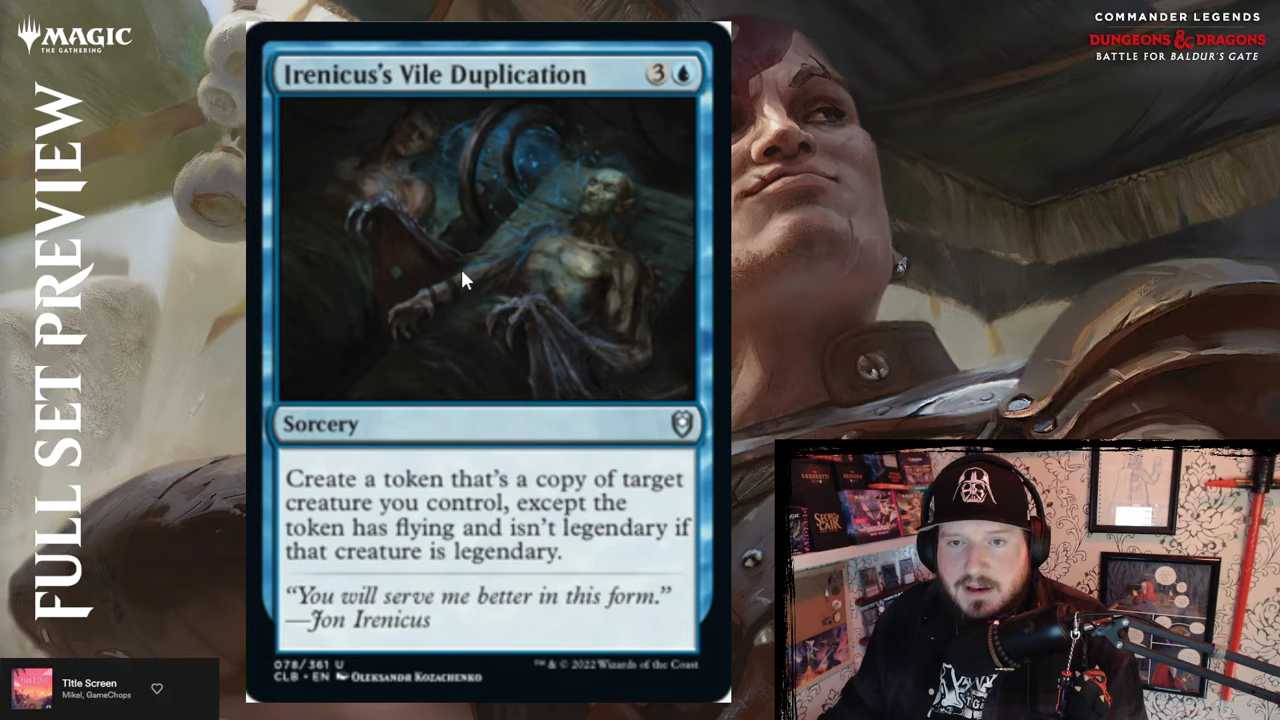 MAGIC
THE GATHERING
FULL SET PREVIEW
COMMANDER LEGENDS
DUNGEONS & DRAGONS
BATTLE FOR BALDUR'S GATE
Irenicus's Vile Duplication 3
Sorcery
Create a token that's a copy of target
creature you control, except the
token has flying and isn't legendary if
that creature is legendary.
"You will serve me better in this form."
—Jon Irenicus
078/361 U
CLB • EN OLEKSANDR KOZACHENKO
™ & © 2022 Wizards of the Coast
Title Screen
Mikel, GameChops
SECRET
LAIR